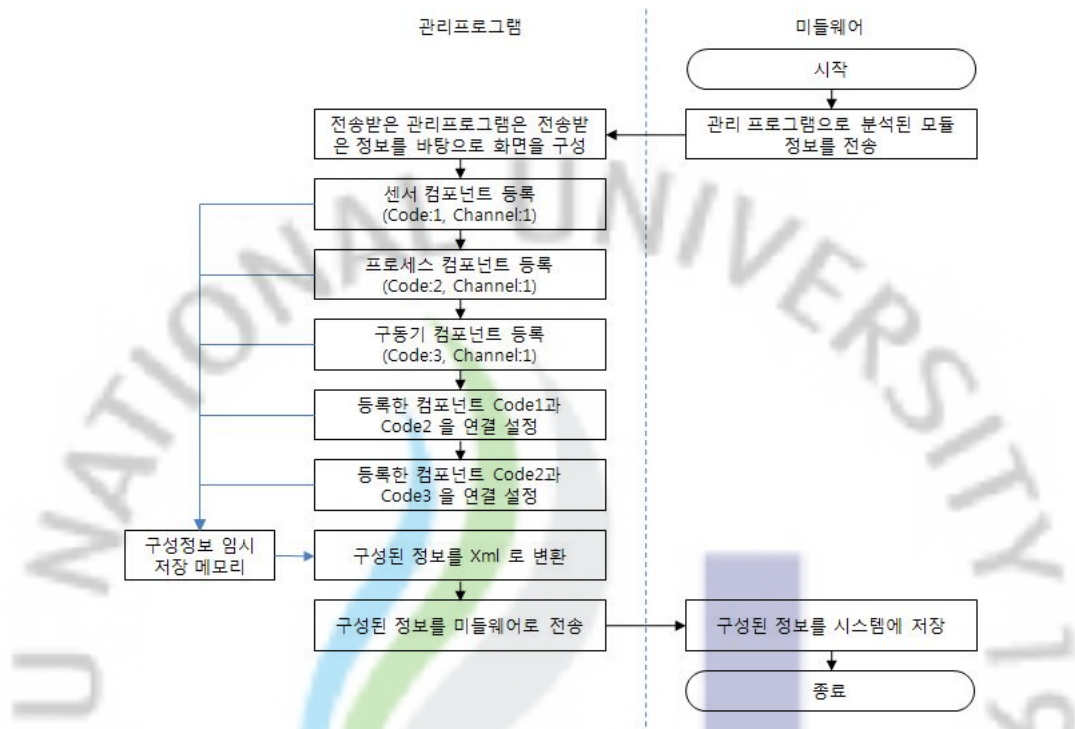 관리프로그램
미들웨어
시작
관리 프로그램으로 분석된 모듈
정보를 전송
전송받은 관리프로그램은 전송받
은 정보를 바탕으로 화면을 구성
센서 컴포넌트 등록
(Code:1, Channel:1)
프로세스 컴포넌트 등록
(Code:2, Channel:1)
구동기 컴포넌트 등록
(Code:3, Channel:1)
등록한 컴포넌트 Code1과
Code2 을 연결 설정
등록한 컴포넌트 Code2과
Code3 을 연결 설정
구성정보 임시
저장 메모리
구성된 정보를 Xml 로 변환
구성된 정보를 미들웨어로 전송
구성된 정보를 시스템에 저장
종료
U NATIONAL UNIVERSITY 19